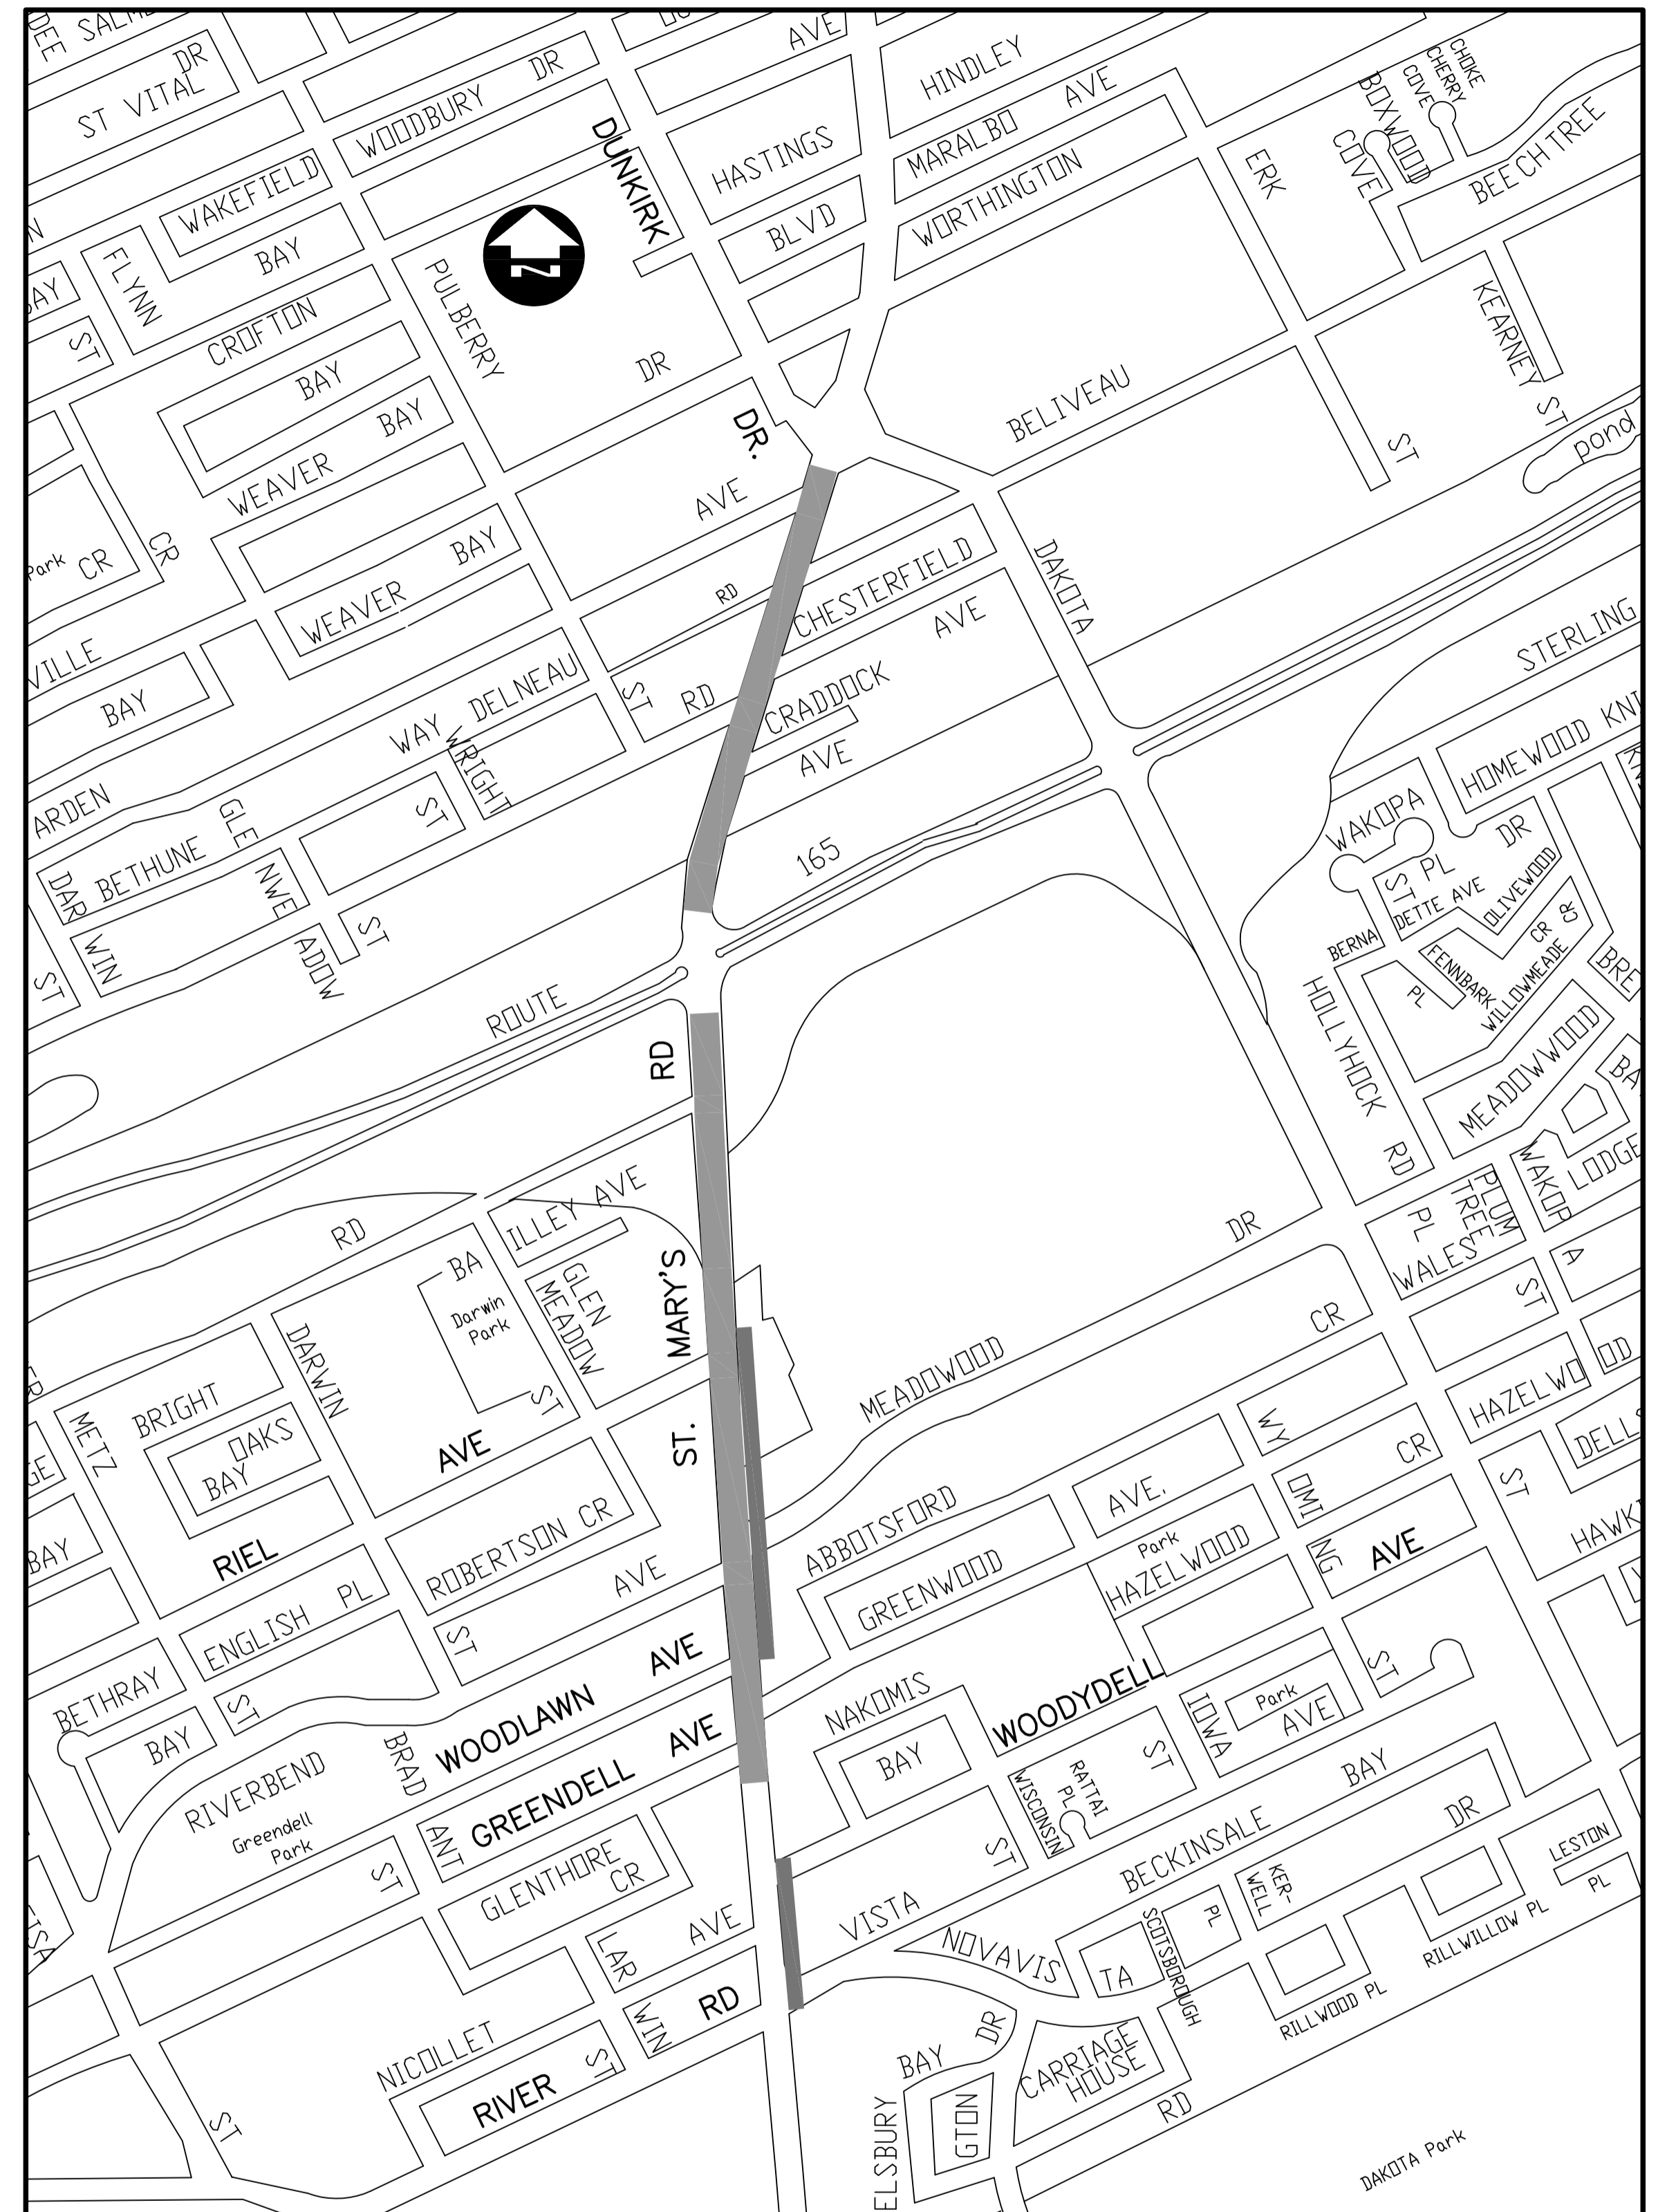 ST VITAL
DR
WOODBURY DR
AVE
HINDLEY
MARALBO AVE
HASTINGS
BLVD
WORTHINGTON
ERK
ST
BOXWOOD
COVE
CHOKE
CHERRY
COVE
BEECH TREE
DUNKIRK
DR.
WAKEFIELD
BAY
FLYNN
ST
CROFTON
BAY
PULBERRY
ST
DR
BELIVEAU
AVE
KEARNEY
ST
pond
WEAVER BAY
WEAVER BAY
CR
Park
CR
RD
CHESTERFIELD
AVE
DAKOTA
RD
CRADDOCK
AVE
STERLING
HOMEWOOD
VILLE
BAY
DELNEAU
WAY
WRIGHT
ST
ARDEN
BETHUNE
GLE
NWE
ADOW
ST
DAR
WIN
ST
ROUTE 165
WAKOPA
ST
PL
DR
DETTE AVE
BERNA
OLIVEWOOD
CR
FENNBARK
PL
WILLOWMEADE
CR
HOLLYHOCK
RD
MEADOWWOOD
WAKOP
A
LODGE
ST. MARY'S RD
RD
ILLEY AVE
GLEN
MEADOW
BA
Darwin
Park
ST
DARWIN
METZ
BRIGHT
OAKS
BAY
PL
WALES
PLUM
TREE
ST
MEADOWOOD DR
CR
HAZELWO
OD
ST
WY
OMI
NG
CR
AVE
RIEL AVE
ROBERTSON CR
AVE
ST
ENGLISH PL
ST
BAY
ABBOTSFORD
AVE.
GREENWOOD
Park
HAZELWOOD
BETHRAY
BAY
RIVERBEND
BRAD
ANT
ST
WOODLAWN AVE
GREENDELL AVE
Greendell
Park
NAKOMIS
BAY
WOODYDELL
WISCONSIN
RATTAI
PL
ST
IOWA
ST
Park
AVE
GLENTHORE
CR
VISTA
ST
BECKINSALE BAY
LAR
WIN
ST
AVE
NOVAVIS
TA
SCOTSBOROUGH
PL
KER-
WELL
DR
LESTON
PL
RILLWILLOW PL
RILLWOOD PL
NICOLLET
RIVER RD
ST
BAY
DR
CARRIAGE
HOUSE
RD
ELSBURY
GTON
DAKOTA Park